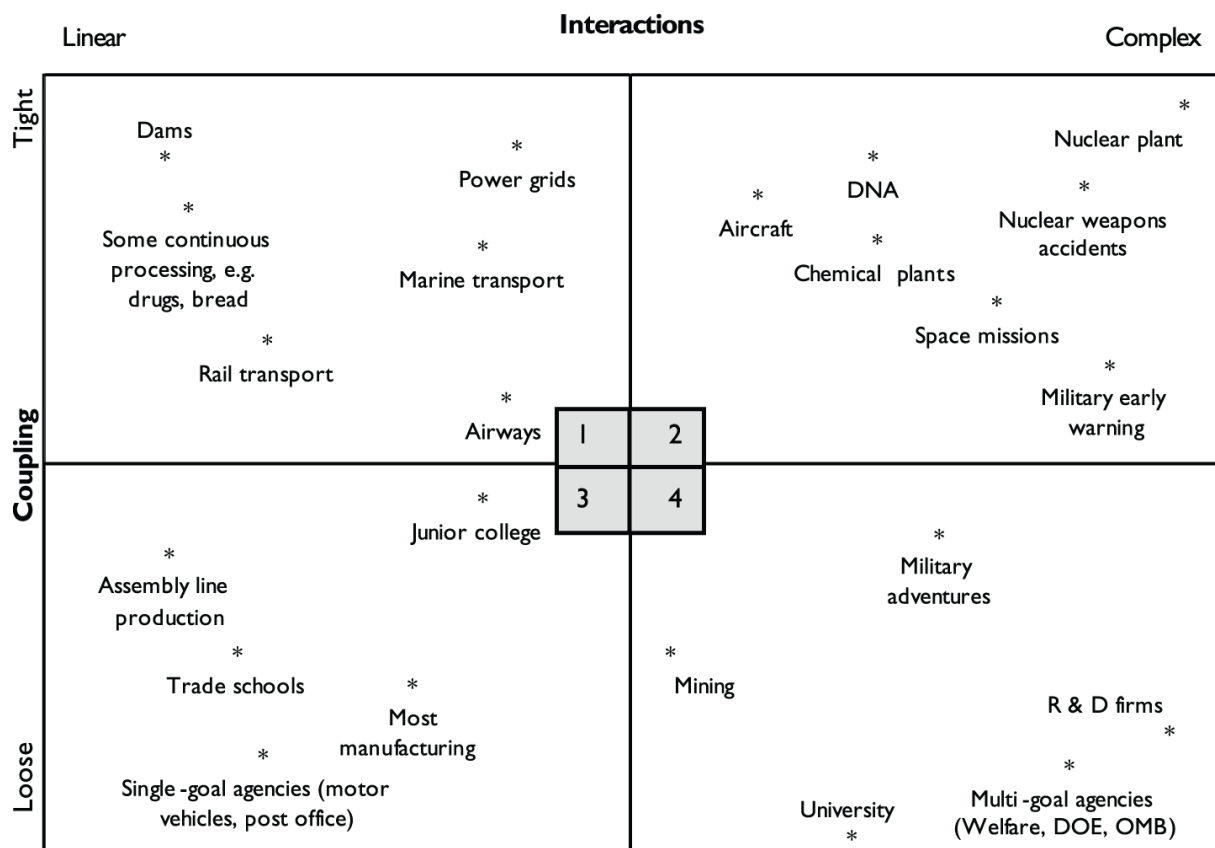 Interactions
Linear
Complex
Tight
Coupling
Loose
Dams
*
Some continuous
processing, e.g.
drugs, bread
*
Power grids
*
Marine transport
*
Rail transport
*
Airways
*
Nuclear plant
*
DNA
*
Aircraft
*
Nuclear weapons
accidents
*
Chemical plants
*
Space missions
*
Military early
warning
*
1
2
3
4
Junior college
*
Assembly line
production
*
Trade schools
*
Most
manufacturing
*
Single-goal agencies (motor
vehicles, post office)
*
Military
adventures
*
Mining
*
R & D firms
*
Multi-goal agencies
(Welfare, DOE, OMB)
*
University
*